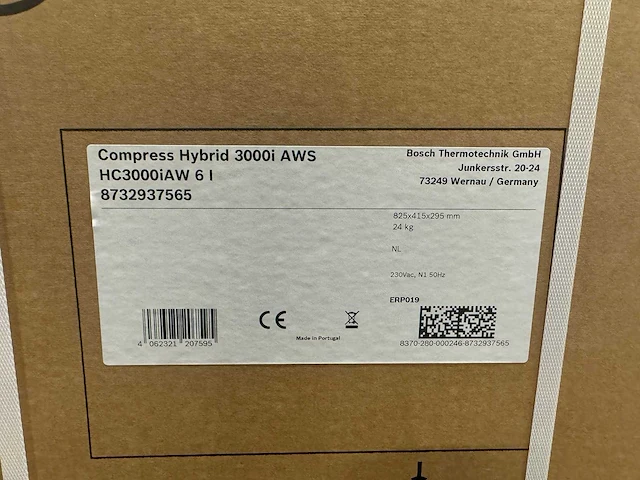 Compress Hybrid 3000i AWS
HC3000iAW 6 I
8732937565
Bosch Thermotechnik GmbH
Junkersstr. 20-24
73249 Wernau / Germany
825x415x295 mm
24 kg
NL
230Vac, N1 50Hz
ERP019
4 062321 207595
CE
Made in Portugal
8370-280-000246-8732937565